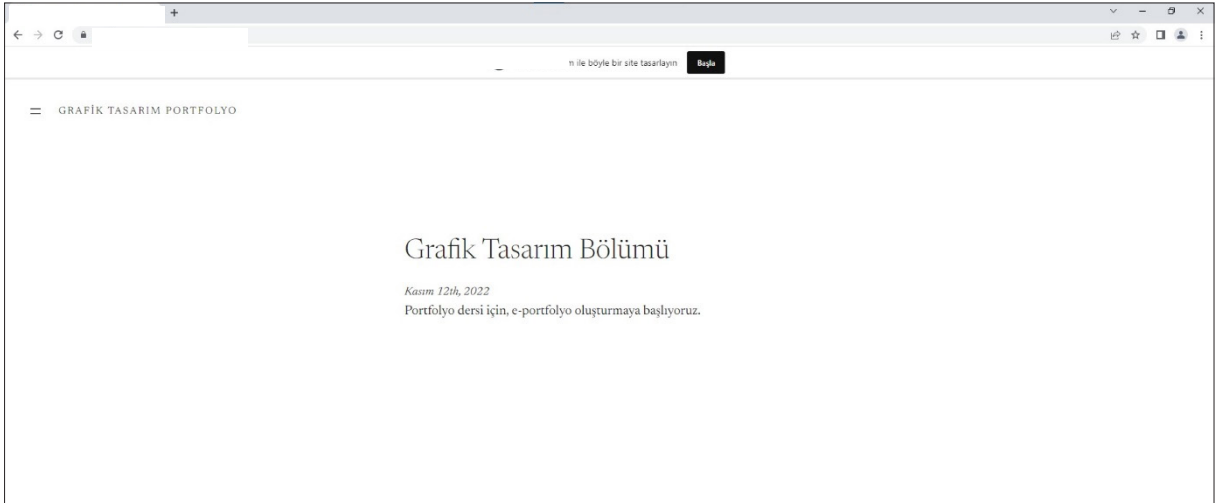 ile böyle bir site tasarlayın Başla
GRAFİK TASARIM PORTFOLYO
Grafik Tasarım Bölümü
Kasım 12th, 2022
Portfolyo dersi için, e-portfolyo oluşturmaya başlıyoruz.